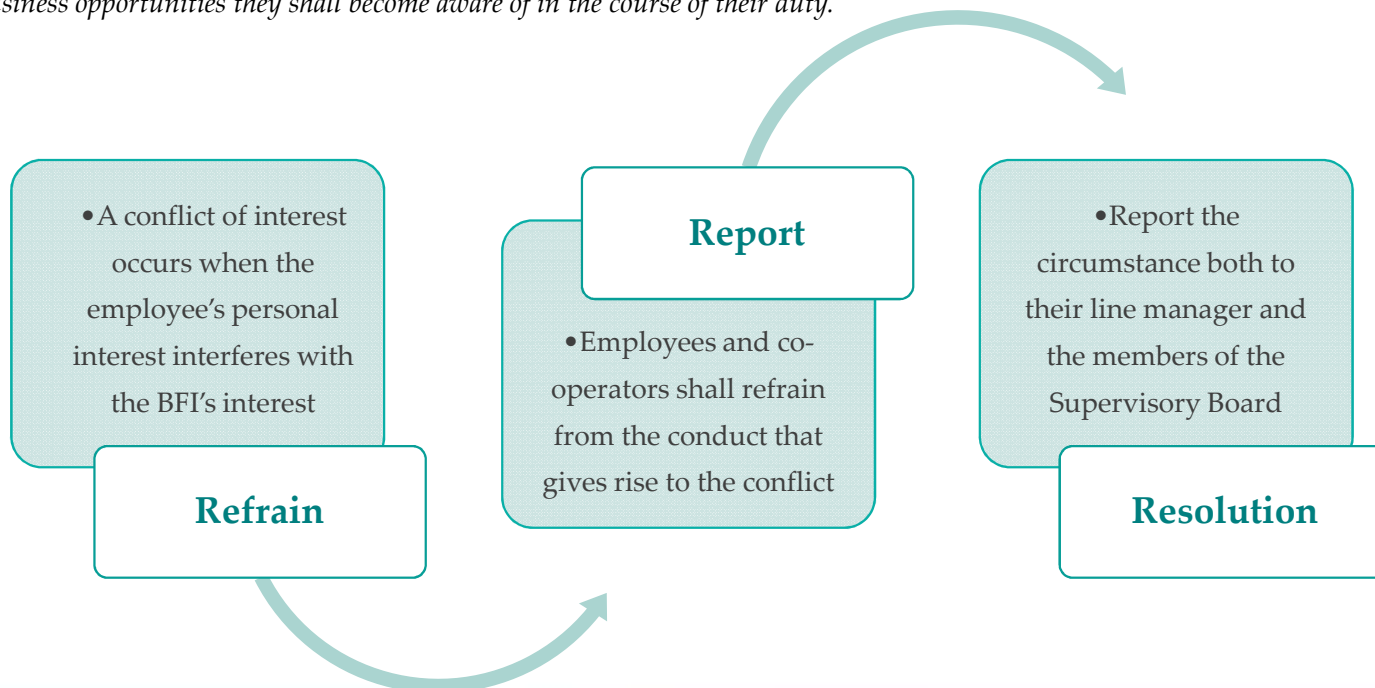 siness opportunities they shall become aware of in the course of their duty.
•A conflict of interest
occurs when the
employee’s personal
interest interferes with
the BFI’s interest
Refrain
Report
•Employees and co-
operators shall refrain
from the conduct that
gives rise to the conflict
•Report the
circumstance both to
their line manager and
the members of the
Supervisory Board
Resolution